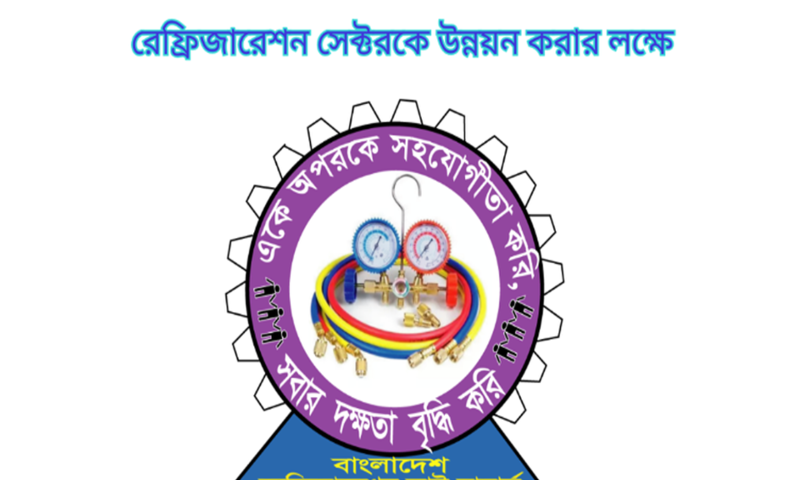 রেফ্রিজারেশন সেক্টরকে উন্নয়ন করার লক্ষে
একে অপরকে সহযোগীতা করি,
সবার দক্ষতা বৃদ্ধি করি
বাংলাদেশ